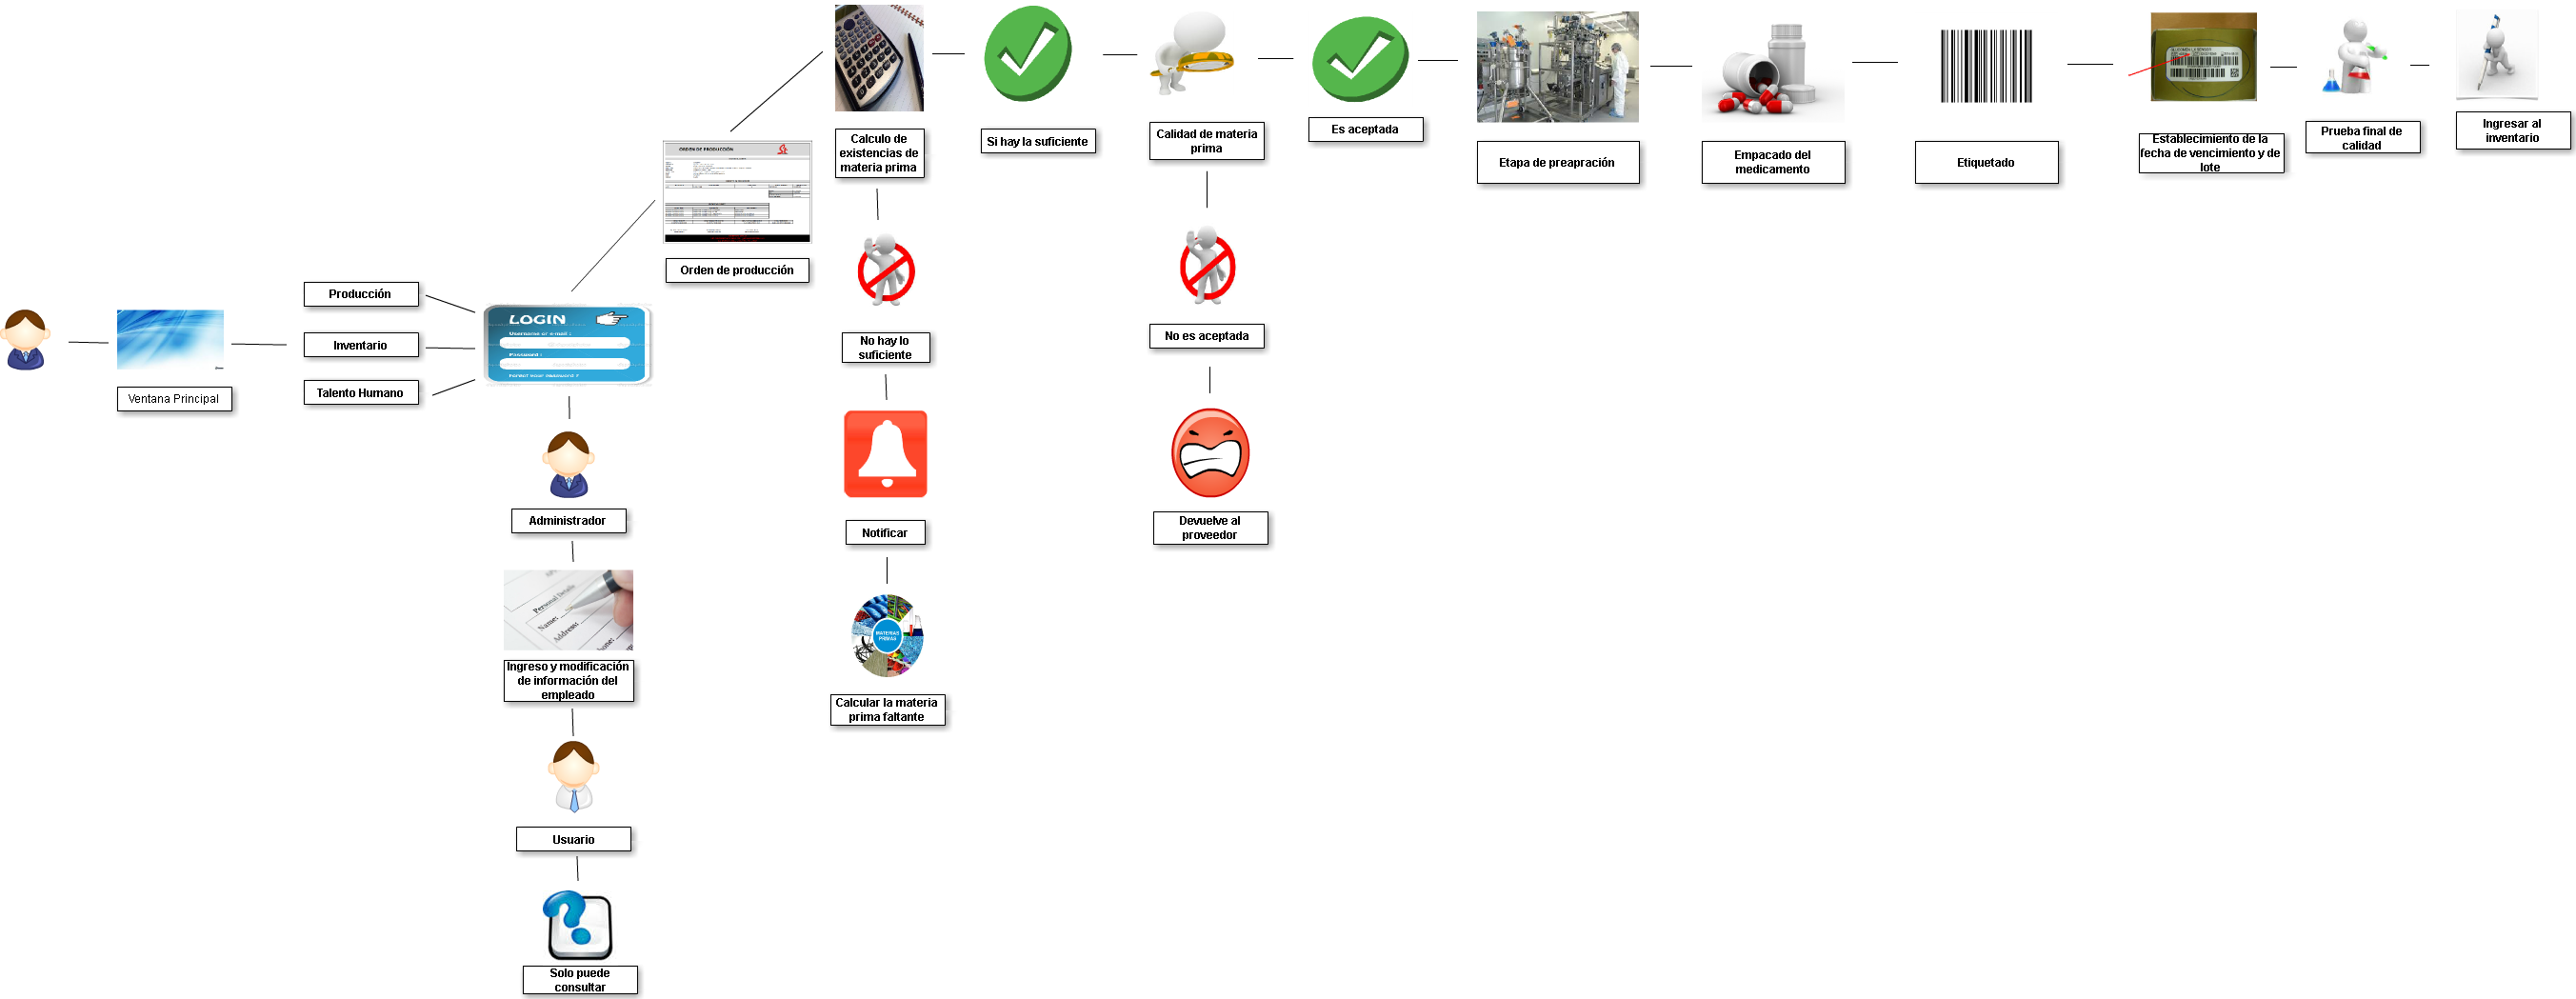 Calculo de
existencias de
materia prima
Si hay la suficiente
Calidad de materia
prima
Es aceptada
Etapa de preapración
Empacado del
medicamento
Etiquetado
Establecimiento de la
fecha de vencimiento y de
lote
Prueba final de
calidad
Ingresar al
inventario
ORDEN DE PRODUCCIÓN
Orden de producción
No hay lo
suficiente
No es aceptada
Producción
Inventario
Talento Humano
Ventana Principal
LOGIN
Username or e-mail :
Password :
Forgot your password ?
Administrador
Personal Details
Name:
Address:
Ingreso y modificación
de información del
empleado
Usuario
Solo puede
consultar
Notificar
MATERIAS
PRIMAS
Calcular la materia
prima faltante
Devuelve al
proveedor